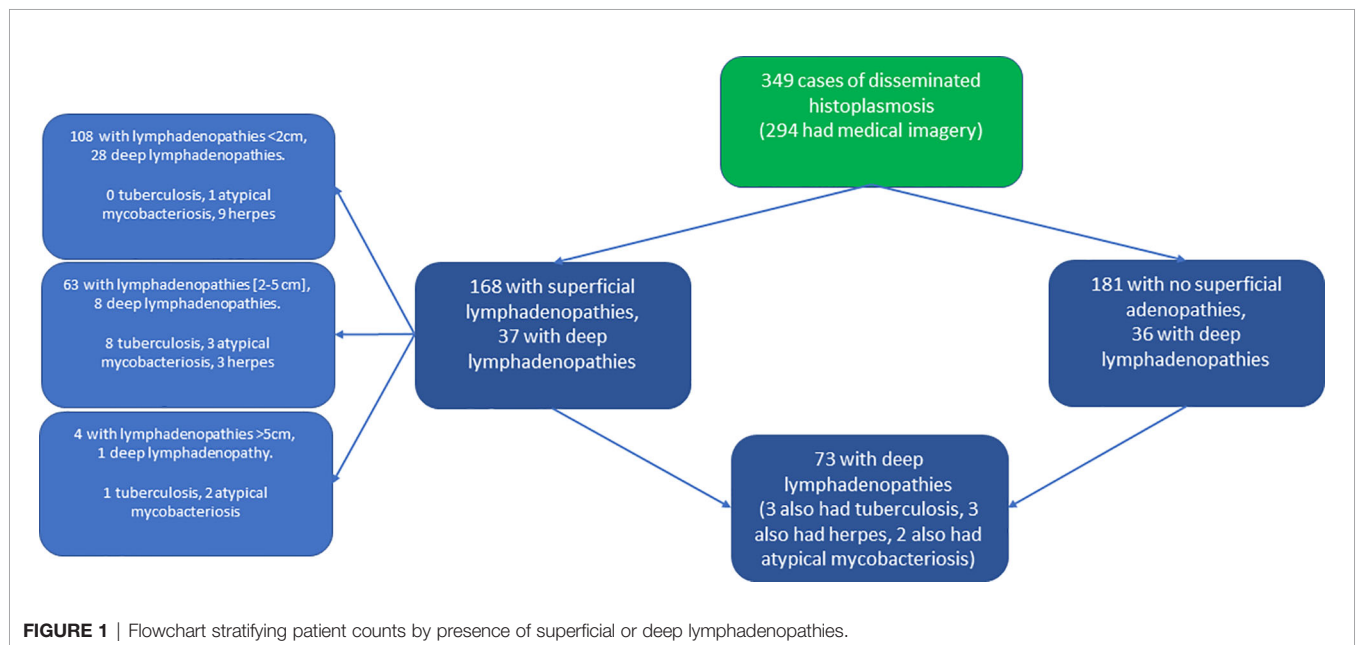 349 cases of disseminated
histoplasmosis
(294 had medical imagery)
108 with lymphadenopathies <2cm,
28 deep lymphadenopathies.
0 tuberculosis, 1 atypical
mycobacteriosis, 9 herpes
63 with lymphadenopathies [2-5 cm],
8 deep lymphadenopathies.
8 tuberculosis, 3 atypical
mycobacteriosis, 3 herpes
4 with lymphadenopathies >5cm,
1 deep lymphadenopathy.
1 tuberculosis, 2 atypical
mycobacteriosis
168 with superficial
lymphadenopathies,
37 with deep
lymphadenopathies
181 with no superficial
adenopathies,
36 with deep
lymphadenopathies
73 with deep
lymphadenopathies
(3 also had tuberculosis, 3
also had herpes, 2 also had
atypical mycobacteriosis)
FIGURE 1 | Flowchart stratifying patient counts by presence of superficial or deep lymphadenopathies.